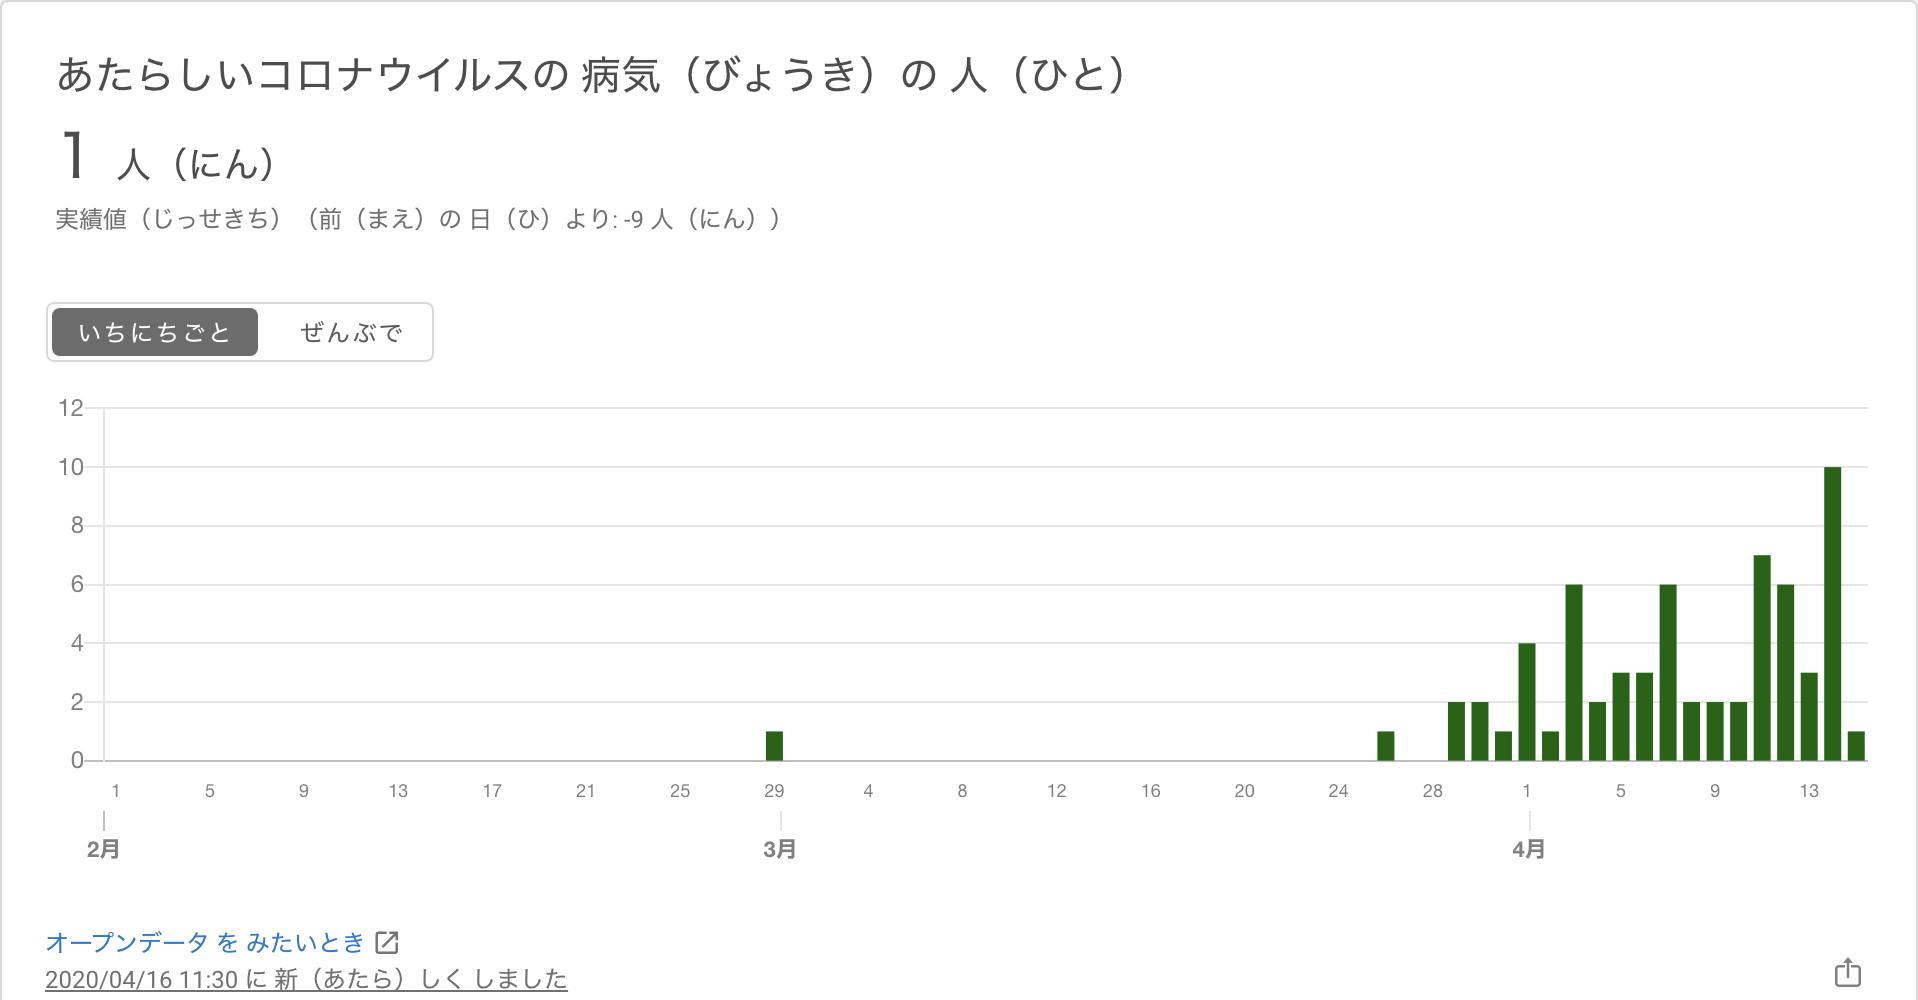 あたらしいコロナウイルスの 病気（びょうき）の 人（ひと）
1 人（にん）
実績値（じっせきち）（前（まえ）の 日（ひ）より: -9 人（にん））
いちにちごと ぜんぶで
12
10
8
6
4
2
0
1 5 9 13 17 21 25 29 4 8 12 16 20 24 28 1 5 9 13
2月 3月 4月
オープンデータ を みたいとき
2020/04/16 11:30 に 新（あたら）しく しました